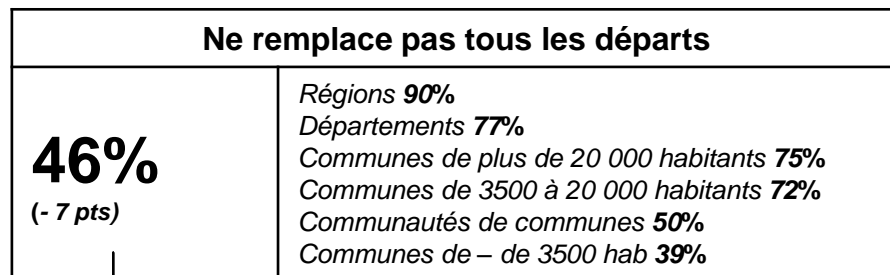 Ne remplace pas tous les départs
46%
(- 7 pts)
Régions 90%
Départements 77%
Communes de plus de 20 000 habitants 75%
Communes de 3500 à 20 000 habitants 72%
Communautés de communes 50%
Communes de – de 3500 hab 39%